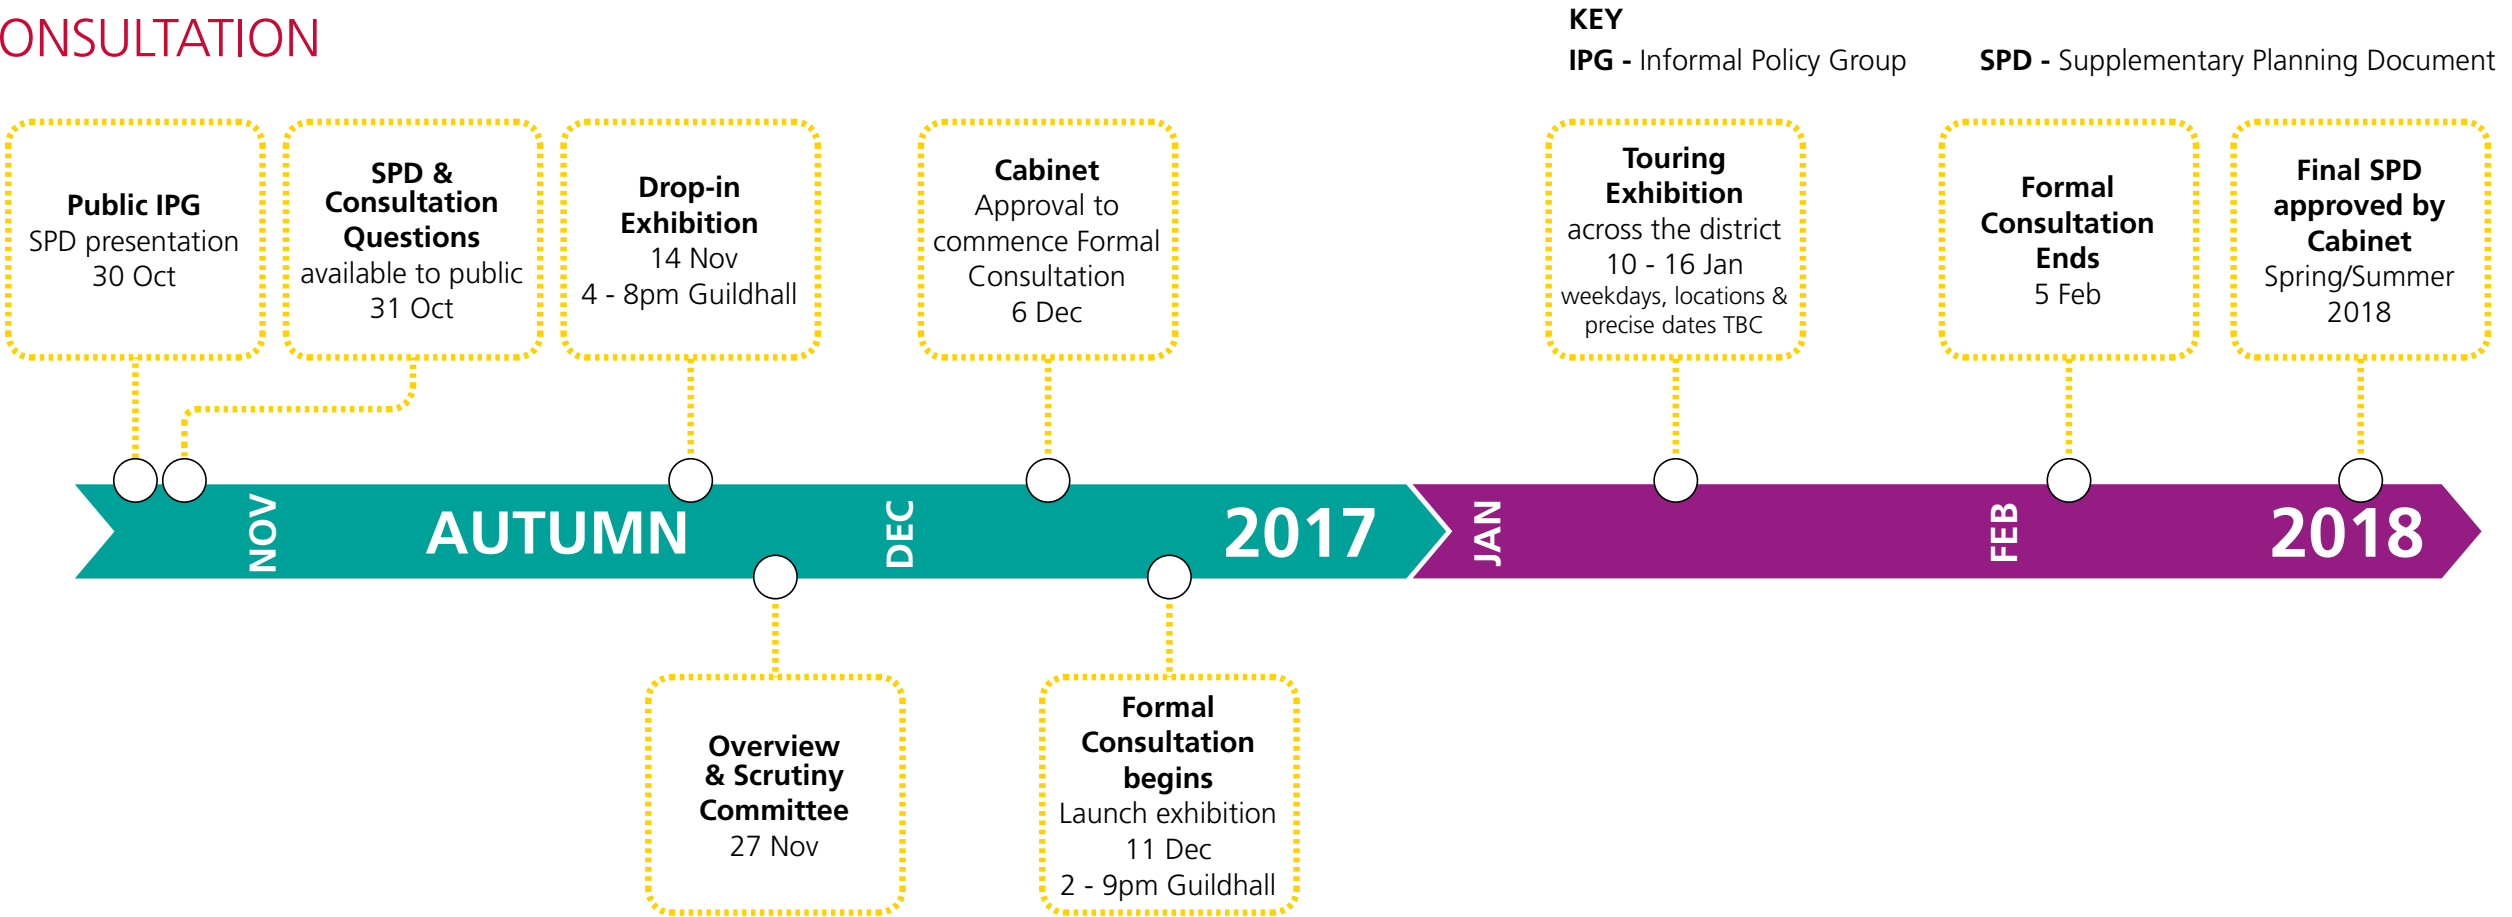 ONSULTATION
KEY
IPG - Informal Policy Group
SPD - Supplementary Planning Document
Public IPG
SPD presentation
30 Oct
SPD &
Consultation
Questions
available to public
31 Oct
Drop-in
Exhibition
14 Nov
4 - 8pm Guildhall
Cabinet
Approval to
commence Formal
Consultation
6 Dec
Touring
Exhibition
across the district
10 - 16 Jan
weekdays, locations &
precise dates TBC
Formal
Consultation
Ends
5 Feb
Final SPD
approved by
Cabinet
Spring/Summer
2018
NOV
AUTUMN
DEC
2017
JAN
FEB
2018
Overview
& Scrutiny
Committee
27 Nov
Formal
Consultation
begins
Launch exhibition
11 Dec
2 - 9pm Guildhall